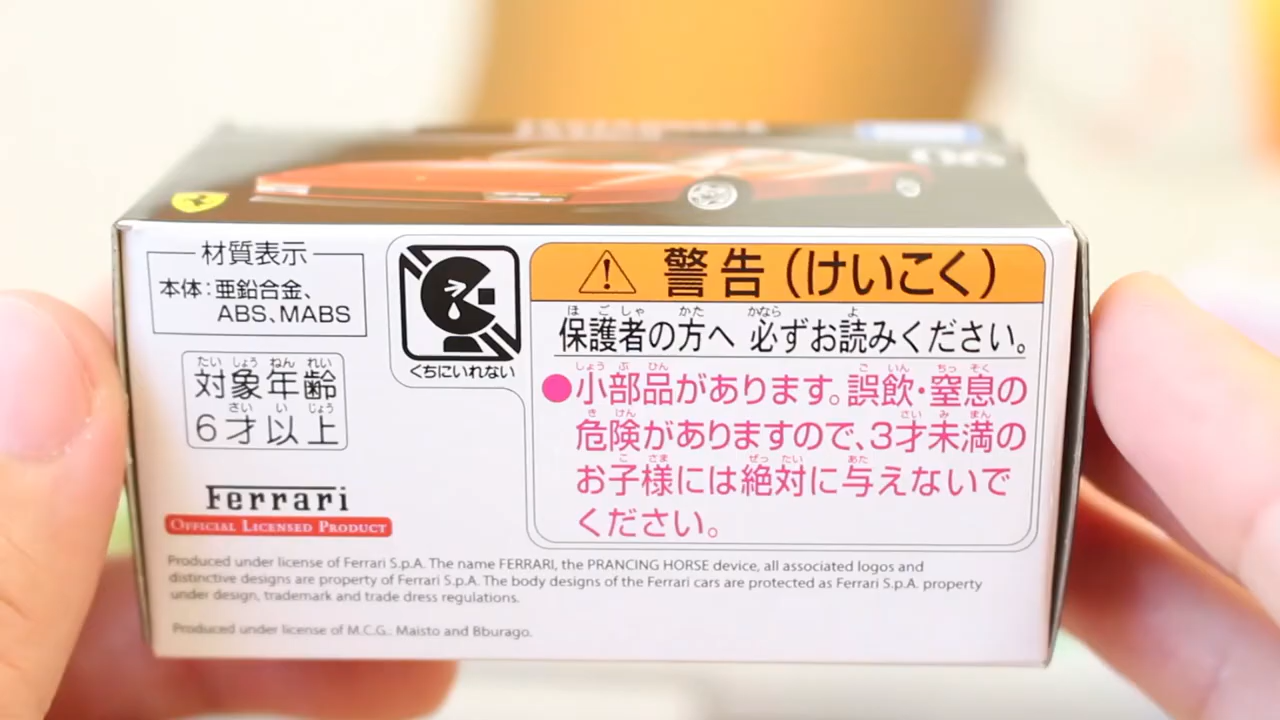 06
材質表示
本体：亜鉛合金、
ABS、MABS
たいしょうねんれい
対象年齢
さいいじょう
6才以上
くちにいれない
警告（けいこく）
ほごしゃ かた かなら よ
保護者の方へ 必ずお読みください。
しょうぶひん ごいん ちっそく
●小部品があります。誤飲・窒息の
きけん さいみまん
危険がありますので、3才未満の
こさま ぜったい あた
お子様には絶対に与えないで
ください。
Ferrari
OFFICIAL LICENSED PRODUCT
Produced under license of Ferrari S.p.A. The name FERRARI, the PRANCING HORSE device, all associated logos and
distinctive designs are property of Ferrari S.p.A. The body designs of the Ferrari cars are protected as Ferrari S.p.A. property
under design, trademark and trade dress regulations.
Produced under license of M.C.G.: Maisto and Bburago.